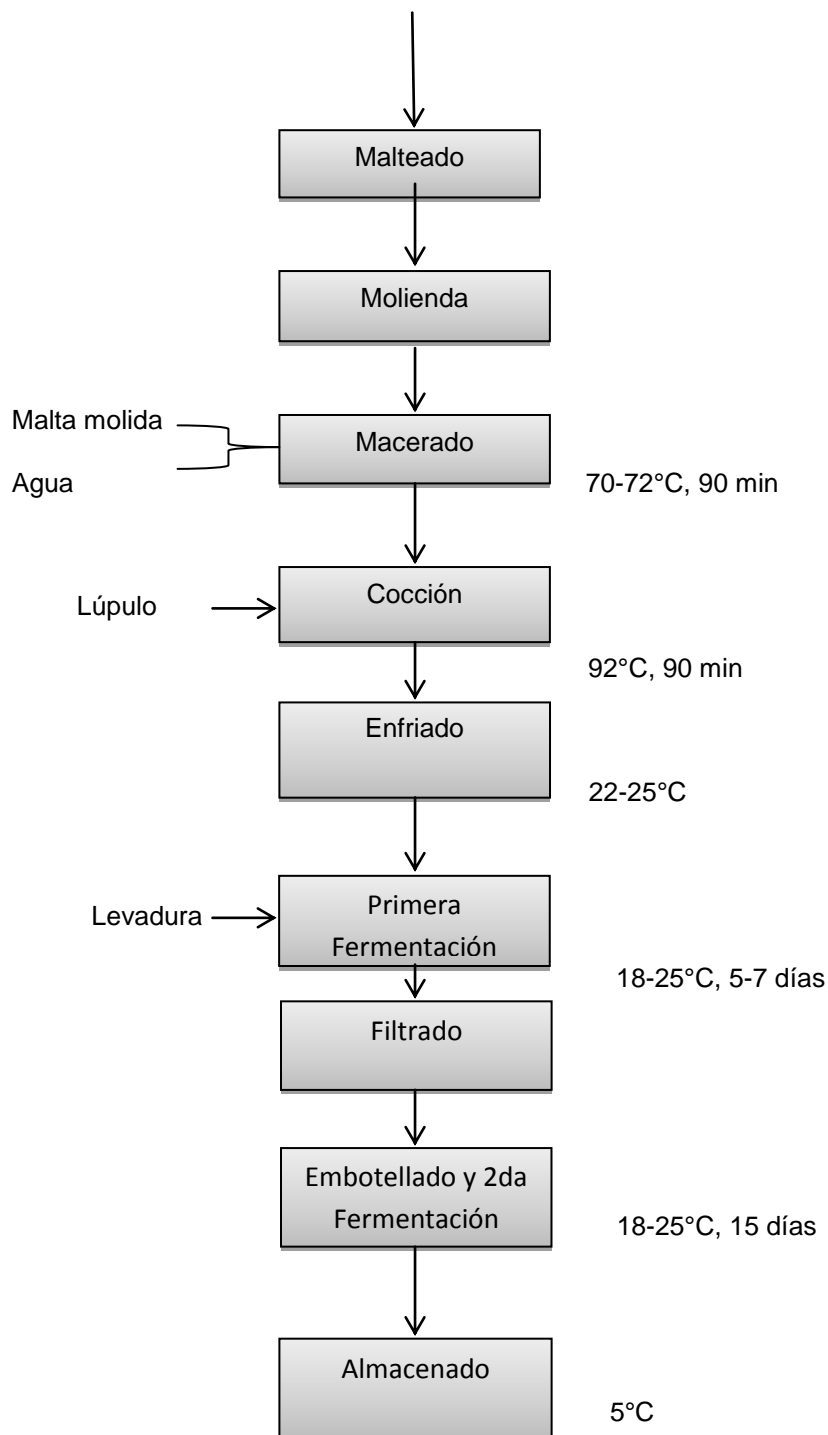 Malteado
Molienda
Malta molida
Macerado
Agua
70-72°C, 90 min
Cocción
Lúpulo
92°C, 90 min
Enfriado
22-25°C
Primera
Levadura
Fermentación
18-25°C, 5-7 días
Filtrado
Embotellado y 2da
Fermentación
18-25°C, 15 días
Almacenado
5°C